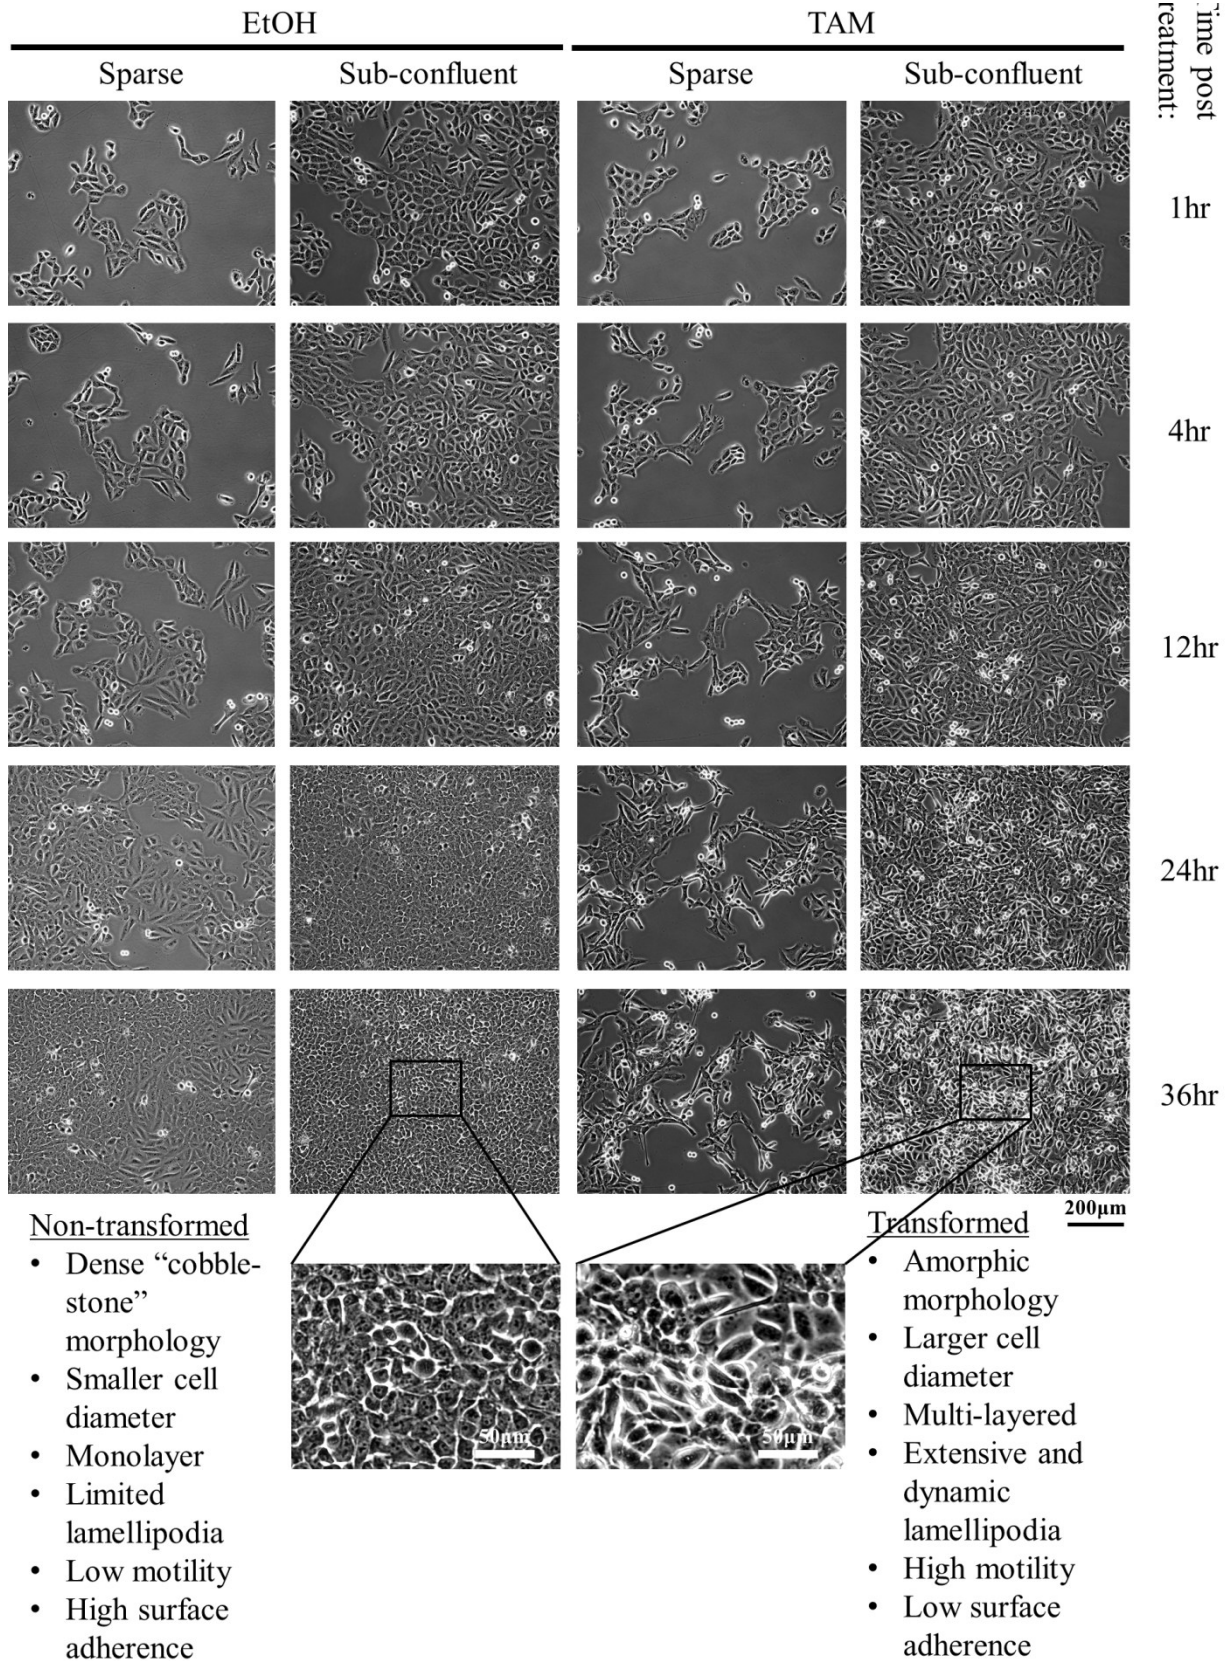 EtOH
TAM
Sparse
Sub-confluent
Sparse
Sub-confluent
ime post
reatment:
1hr
4hr
12hr
24hr
36hr
200µm
Non-transformed
• Dense “cobble-
stone”
morphology
• Smaller cell
diameter
• Monolayer
• Limited
lamellipodia
• Low motility
• High surface
adherence
50µm
50µm
Transformed
• Amorphic
morphology
• Larger cell
diameter
• Multi-layered
• Extensive and
dynamic
lamellipodia
• High motility
• Low surface
adherence